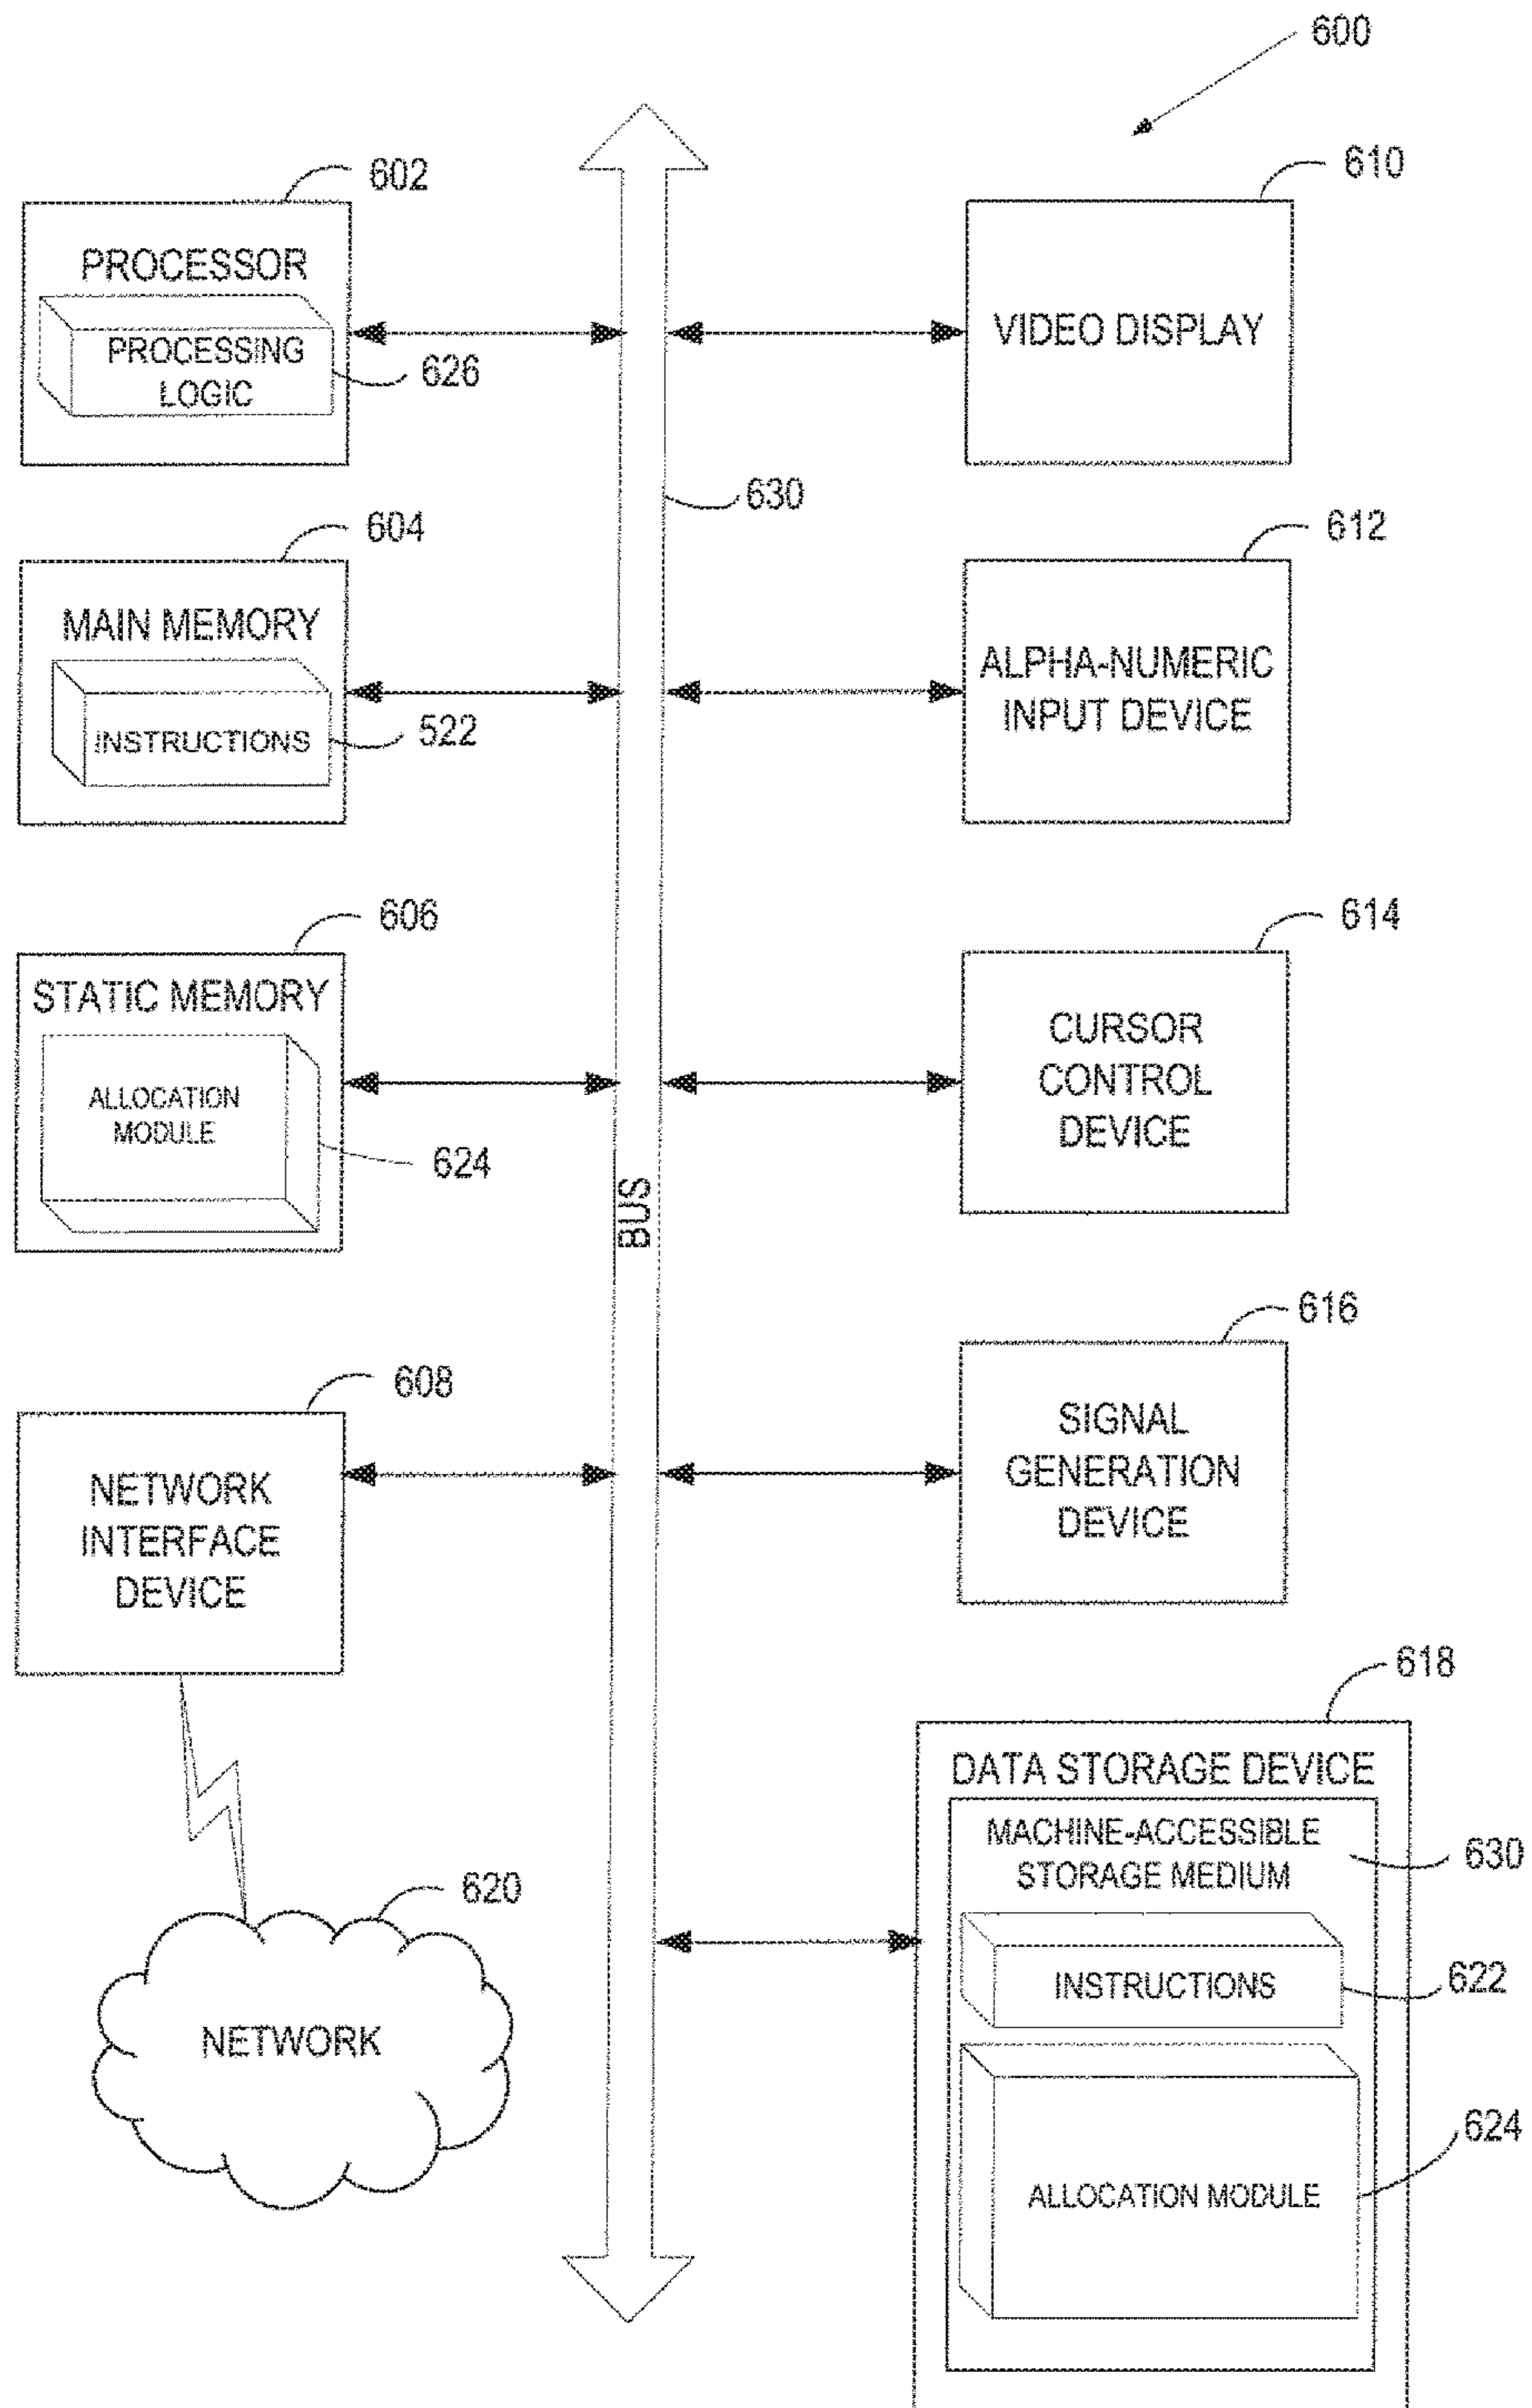 600
602
PROCESSOR
PROCESSING
LOGIC
626
610
VIDEO DISPLAY
630
604
MAIN MEMORY
INSTRUCTIONS
522
612
ALPHA-NUMERIC
INPUT DEVICE
606
STATIC MEMORY
ALLOCATION
MODULE
624
614
CURSOR
CONTROL
DEVICE
BUS
608
NETWORK
INTERFACE
DEVICE
616
SIGNAL
GENERATION
DEVICE
620
NETWORK
618
DATA STORAGE DEVICE
MACHINE-ACCESSIBLE
STORAGE MEDIUM
630
INSTRUCTIONS
622
ALLOCATION MODULE
624